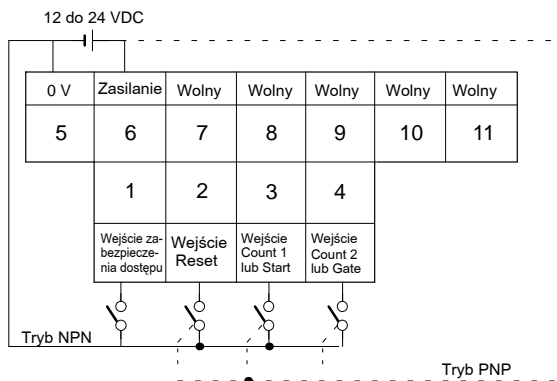 12 do 24 VDC
0 V Zasilanie Wolny Wolny Wolny Wolny Wolny
5 6 7 8 9 10 11
1 2 3 4
Wejście za-
bezpiecze-
nia dostępu
Wejście
Reset
Wejście
Count 1
lub Start
Wejście
Count 2
lub Gate
Tryb NPN
Tryb PNP